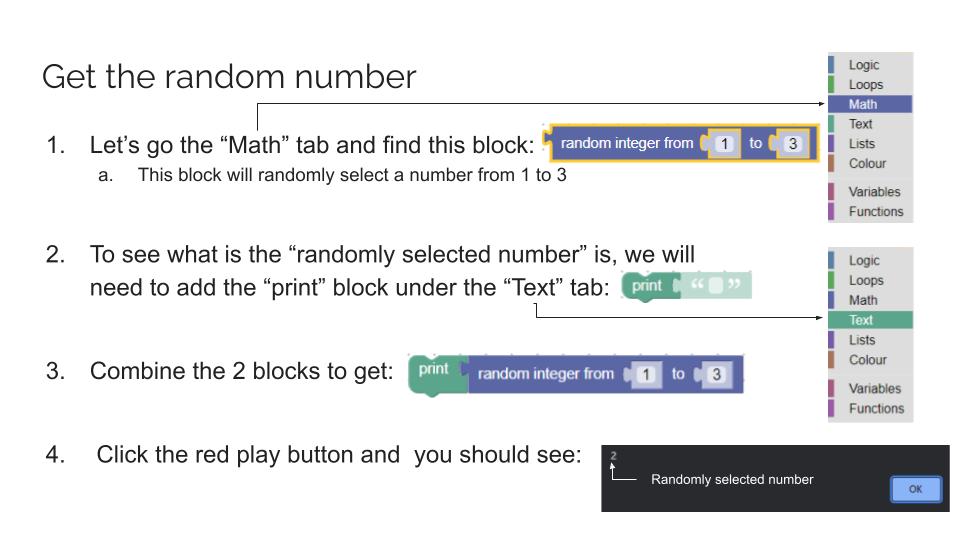 Get the random number
1. Let’s go the “Math” tab and find this block: random integer from 1 to 3
a. This block will randomly select a number from 1 to 3
Logic
Loops
Math
Text
Lists
Colour
Variables
Functions
2. To see what is the “randomly selected number” is, we will
need to add the “print” block under the “Text” tab: print “ ”
Logic
Loops
Math
Text
Lists
Colour
Variables
Functions
3. Combine the 2 blocks to get: print random integer from 1 to 3
4. Click the red play button and you should see:
2
Randomly selected number
OK